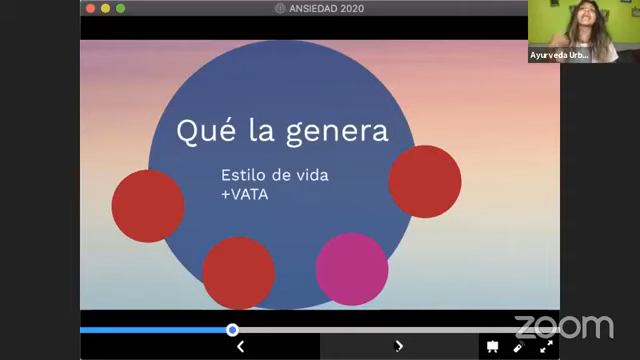 ANSIEDAD 2020
Ayurveda Urb...
Qué la genera
Estilo de vida
+VATA
zoom